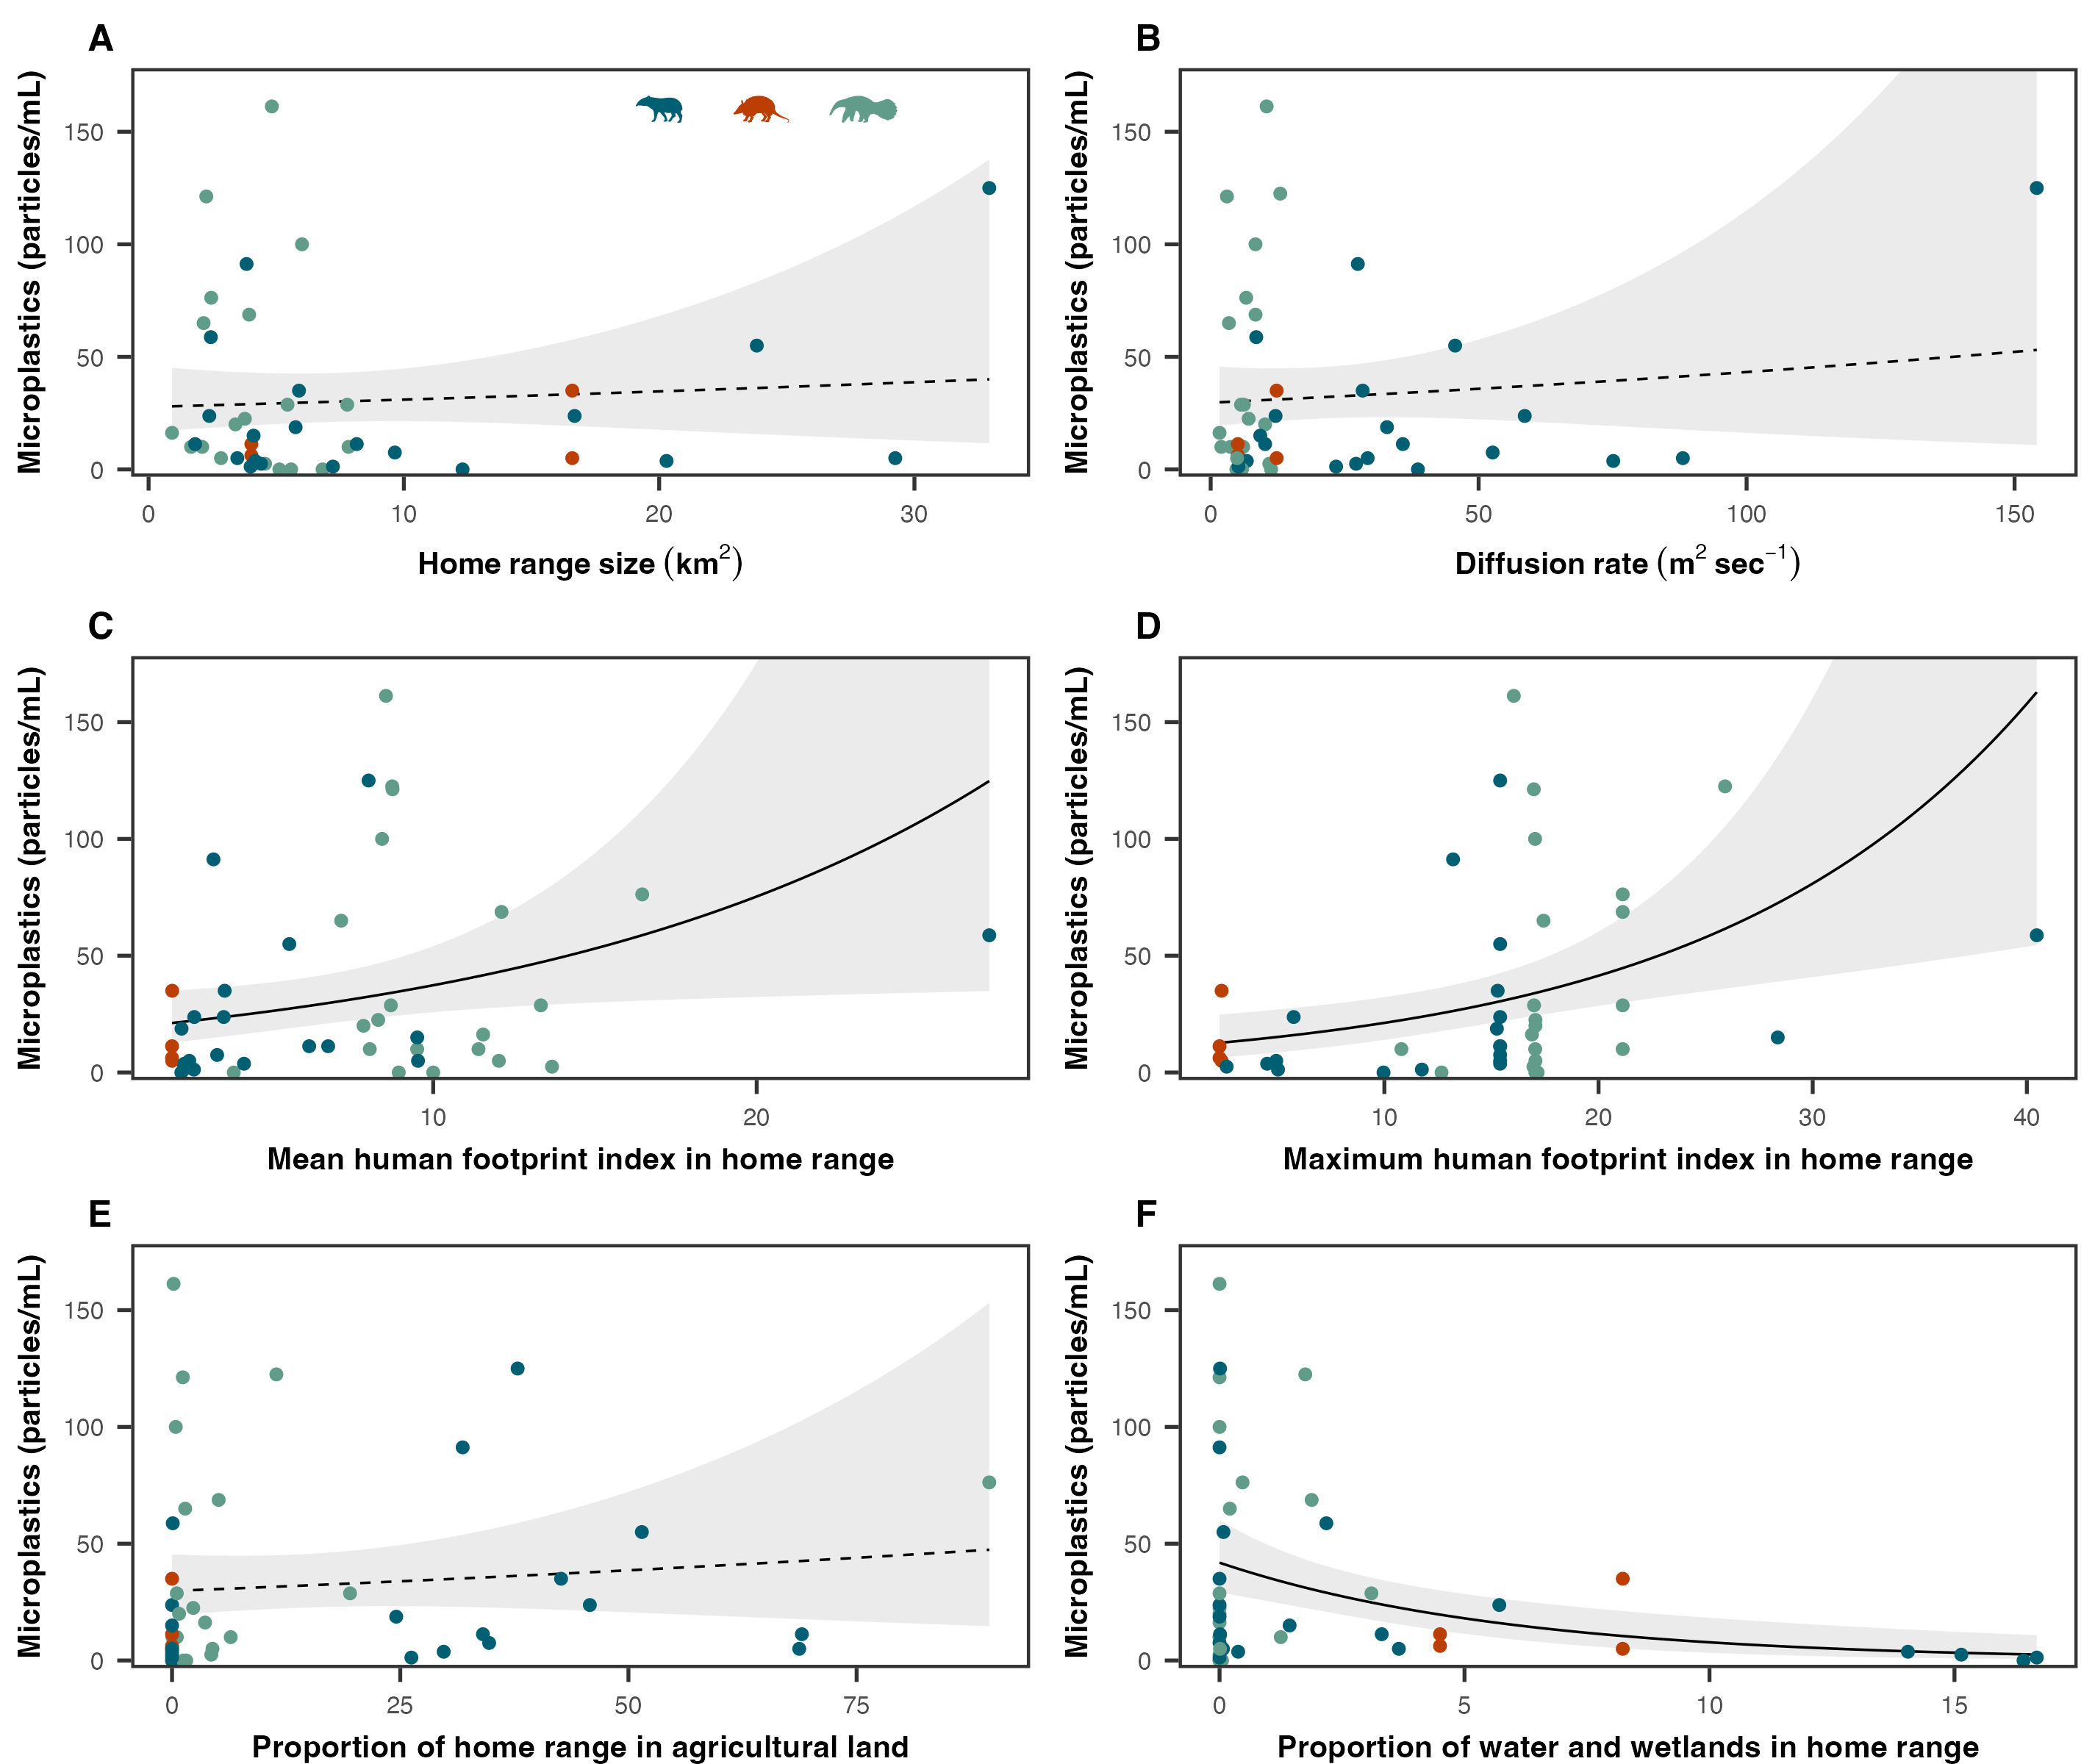 A
Microplastics (particles/mL)
150
100
50
0
0 10 20 30
Home range size (km²)
B
Microplastics (particles/mL)
150
100
50
0
0 50 100 150
Diffusion rate (m² sec⁻¹)
C
Microplastics (particles/mL)
150
100
50
0
10 20
Mean human footprint index in home range
D
Microplastics (particles/mL)
150
100
50
0
10 20 30 40
Maximum human footprint index in home range
E
Microplastics (particles/mL)
150
100
50
0
0 25 50 75
Proportion of home range in agricultural land
F
Microplastics (particles/mL)
150
100
50
0
0 5 10 15
Proportion of water and wetlands in home range